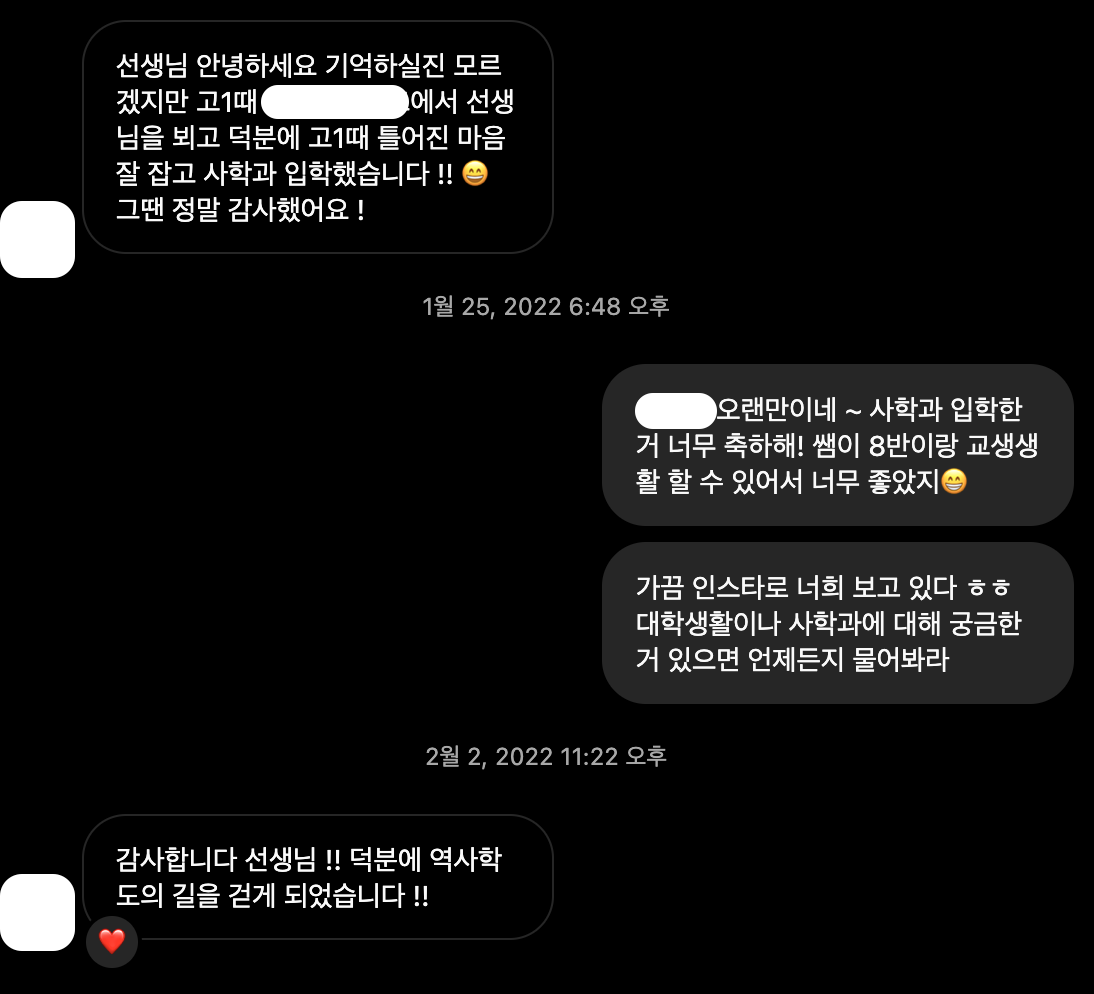 선생님 안녕하세요 기억하실진 모르
겠지만 고1때 에서 선생
님을 뵈고 덕분에 고1때 틀어진 마음
잘 잡고 사학과 입학했습니다 !! 😄
그땐 정말 감사했어요 !
1월 25, 2022 6:48 오후
오랜만이네 ~ 사학과 입학한
거 너무 축하해! 쌤이 8반이랑 교생생
활 할 수 있어서 너무 좋았지😁
가끔 인스타로 너희 보고 있다 ㅎㅎ
대학생활이나 사학과에 대해 궁금한
거 있으면 언제든지 물어봐라
2월 2, 2022 11:22 오후
감사합니다 선생님 !! 덕분에 역사학
도의 길을 걷게 되었습니다 !!
❤️